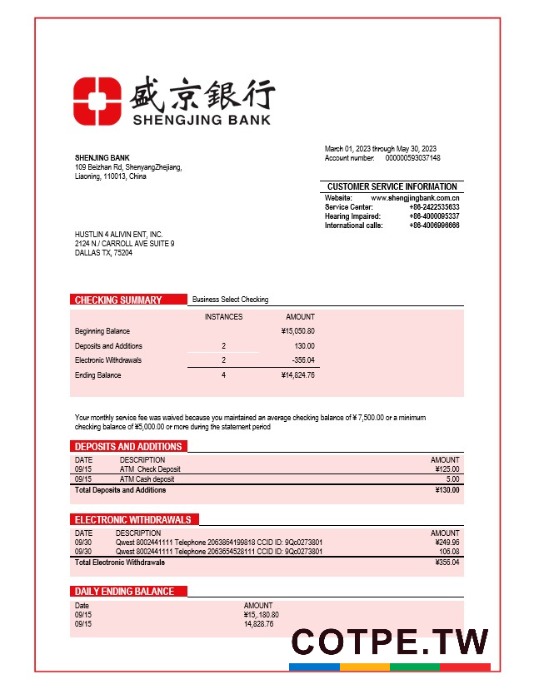 盛京銀行
SHENGJING BANK
March 01, 2023 through May 30, 2023
Account number: 000000593037148
SHENJING BANK
109 Beizhan Rd, ShenyangZhejiang,
Liaoning, 110013, China
CUSTOMER SERVICE INFORMATION
Website: www.shengjingbank.com.cn
Service Center: +86-2422535633
Hearing Impaired: +86-4000095337
International calls: +86-4006996668
HUSTLIN 4 ALIVIN ENT, INC.
2124 N./ CARROLL AVE SUITE 9
DALLAS TX, 75204
CHECKING SUMMARY Business Select Checking
INSTANCES AMOUNT
Beginning Balance ¥15,050.80
Deposits and Additions 2 130.00
Electronic Withdrawals 2 -356.04
Ending Balance 4 ¥14,824.76
Your monthly service fee was waived because you maintained an average checking balance of ¥ 7,500.00 or a minimum
checking balance of ¥5,000.00 or more during the statement period
DEPOSITS AND ADDITIONS
DATE DESCRIPTION AMOUNT
09/15 ATM Check Deposit ¥125.00
09/15 ATM Cash deposit 5.00
Total Deposits and Additions ¥130.00
ELECTRONIC WITHDRAWALS
DATE DESCRIPTION AMOUNT
09/30 Qwest 8002441111 Telephone 2063864199818 CCID ID: 9Qc0273801 ¥249.96
09/30 Qwest 8002441111 Telephone 2063654528111 CCID ID: 9Qc0273801 106.08
Total Electronic Withdrawals ¥356.04
DAILY ENDING BALANCE
Date AMOUNT
09/15 ¥15, 180.80
09/15 14,828.76
COTPE.TW